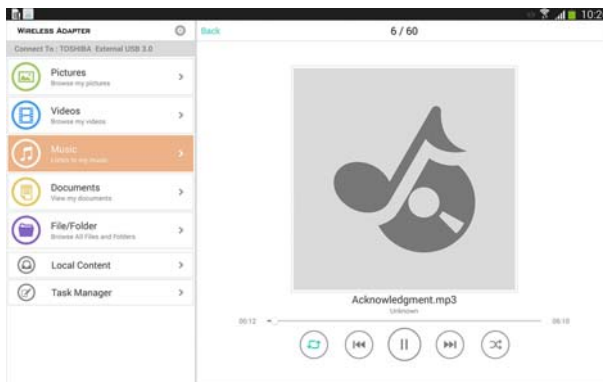 10:2
WIRELESS ADAPTER
Back
6 / 60
Connect To : TOSHIBA External USB 3.0
Pictures
Browse my pictures
Videos
Browse my videos
Music
Listen to my music
Documents
View my documents
File/Folder
Browse All Files and Folders
Local Content
Task Manager
Acknowledgment.mp3
Unknown
00:12